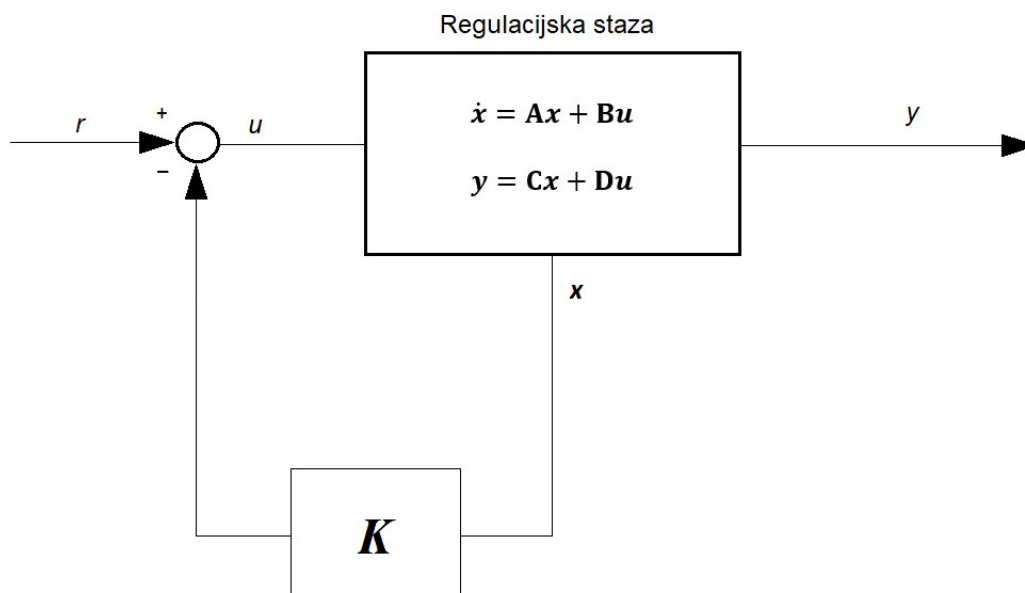 Regulacijska staza
r
+
−
u
ẋ = Ax + Bu
y = Cx + Du
y
x
K